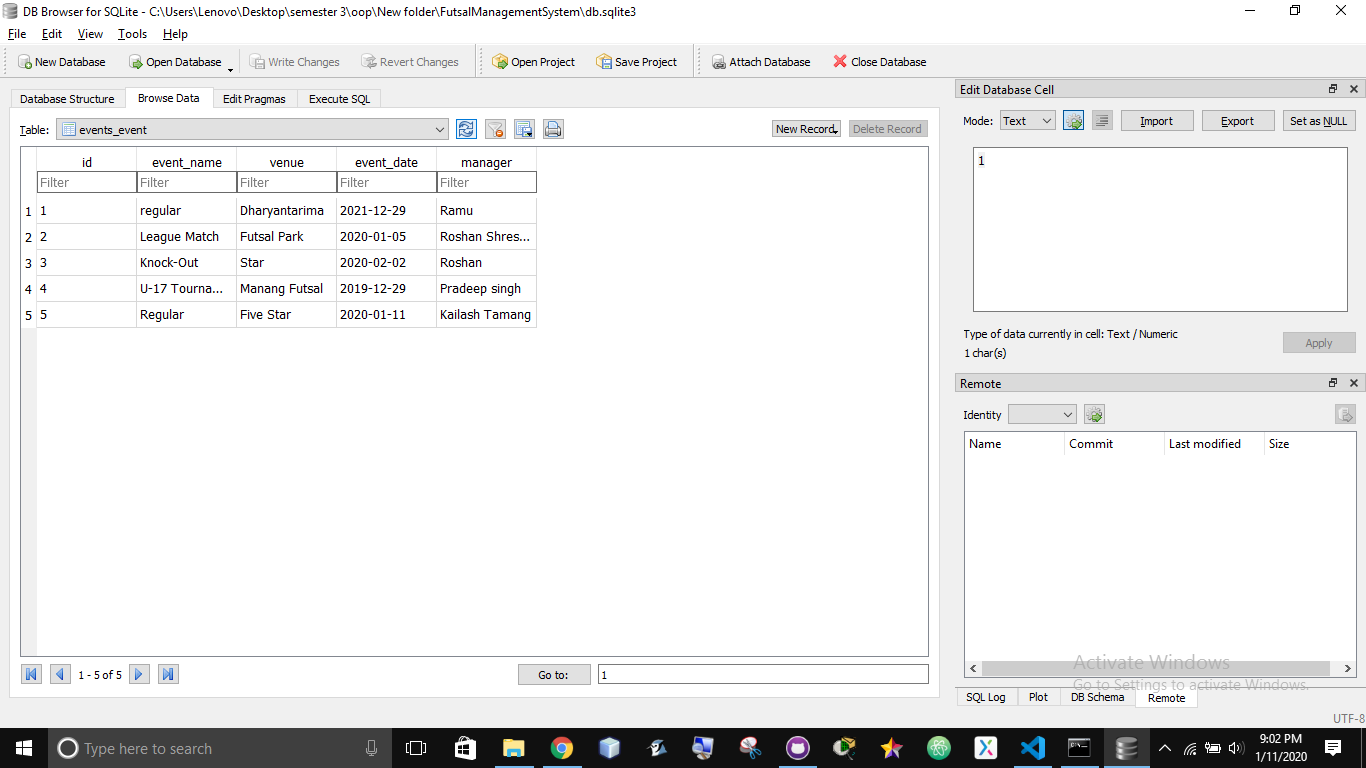 DB Browser for SQLite - C:\Users\Lenovo\Desktop\semester 3\oop\New folder\FutsalManagementSystem\db.sqlite3
File Edit View Tools Help
New Database Open Database Write Changes Revert Changes Open Project Save Project Attach Database Close Database
Database Structure Browse Data Edit Pragmas Execute SQL
Table: events_event New Record Delete Record
id event_name venue event_date manager
Filter Filter Filter Filter Filter
1 1 regular Dharyantarima 2021-12-29 Ramu
2 2 League Match Futsal Park 2020-01-05 Roshan Shres...
3 3 Knock-Out Star 2020-02-02 Roshan
4 4 U-17 Tourna... Manang Futsal 2019-12-29 Pradeep singh
5 5 Regular Five Star 2020-01-11 Kailash Tamang
1 - 5 of 5 Go to: 1
Edit Database Cell
Mode: Text Import Export Set as NULL
1
Type of data currently in cell: Text / Numeric
1 char(s)
Apply
Remote
Identity
Name Commit Last modified Size
Activate Windows
Go to Settings to activate Windows.
SQL Log Plot DB Schema Remote
UTF-8
Type here to search
9:02 PM
1/11/2020